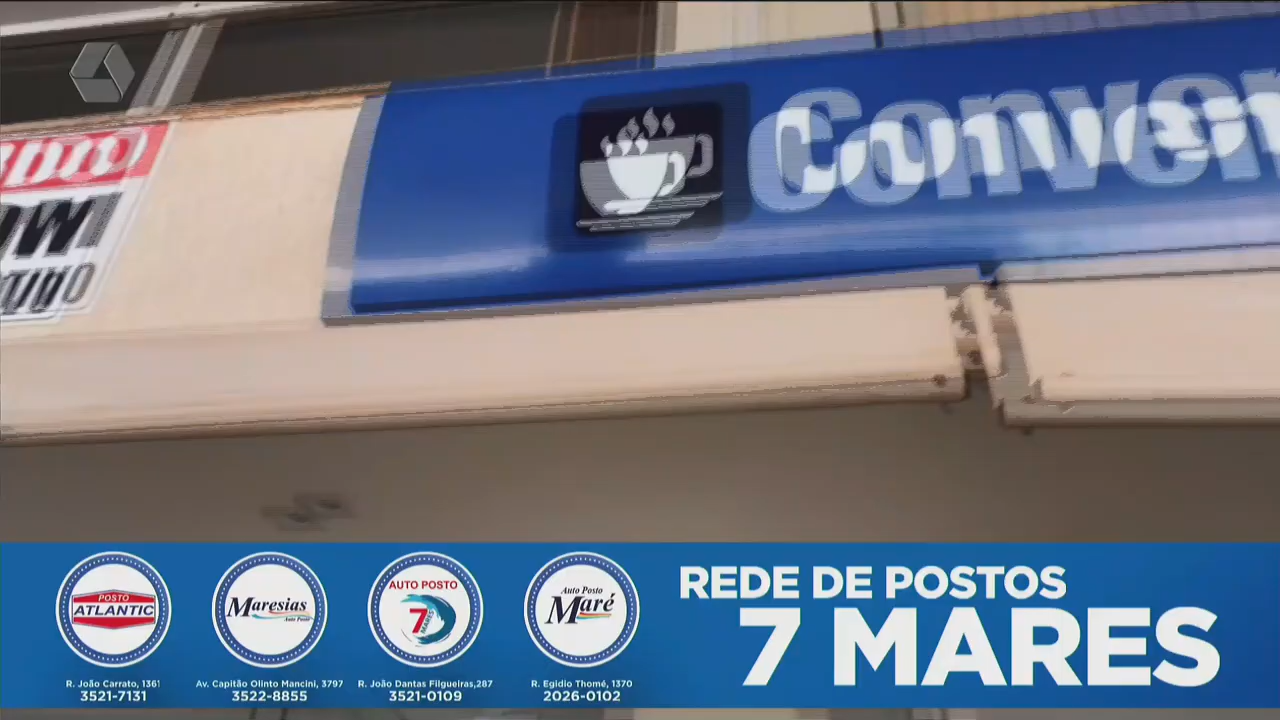 Conven
POSTO
ATLANTIC
R. João Carrato, 1361
3521-7131
Maresias
Auto Posto
Av. Capitão Olinto Mancini, 3797
3522-8855
AUTO POSTO
7
MARES
R. João Dantas Filgueiras,287
3521-0109
Auto Posto
Maré
R. Egidio Thomé, 1370
2026-0102
REDE DE POSTOS
7 MARES